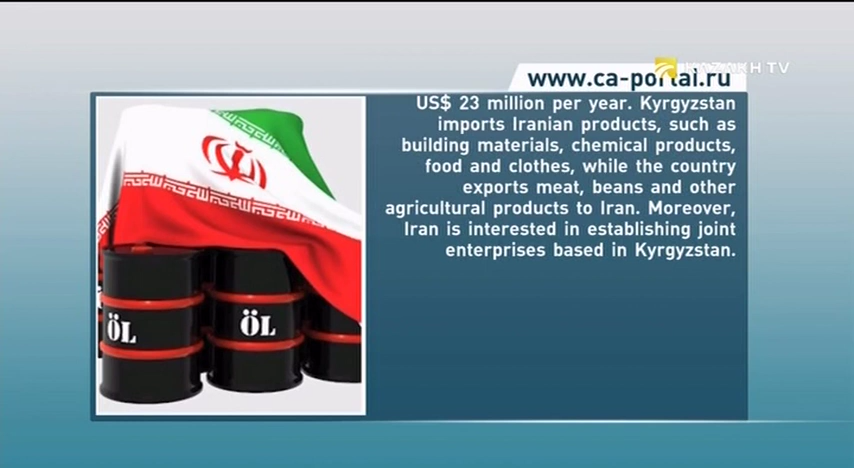 KAZAKH TV
www.ca-portal.ru
US$ 23 million per year. Kyrgyzstan
imports Iranian products, such as
building materials, chemical products,
food and clothes, while the country
exports meat, beans and other
agricultural products to Iran. Moreover,
Iran is interested in establishing joint
enterprises based in Kyrgyzstan.
ÖL
ÖL